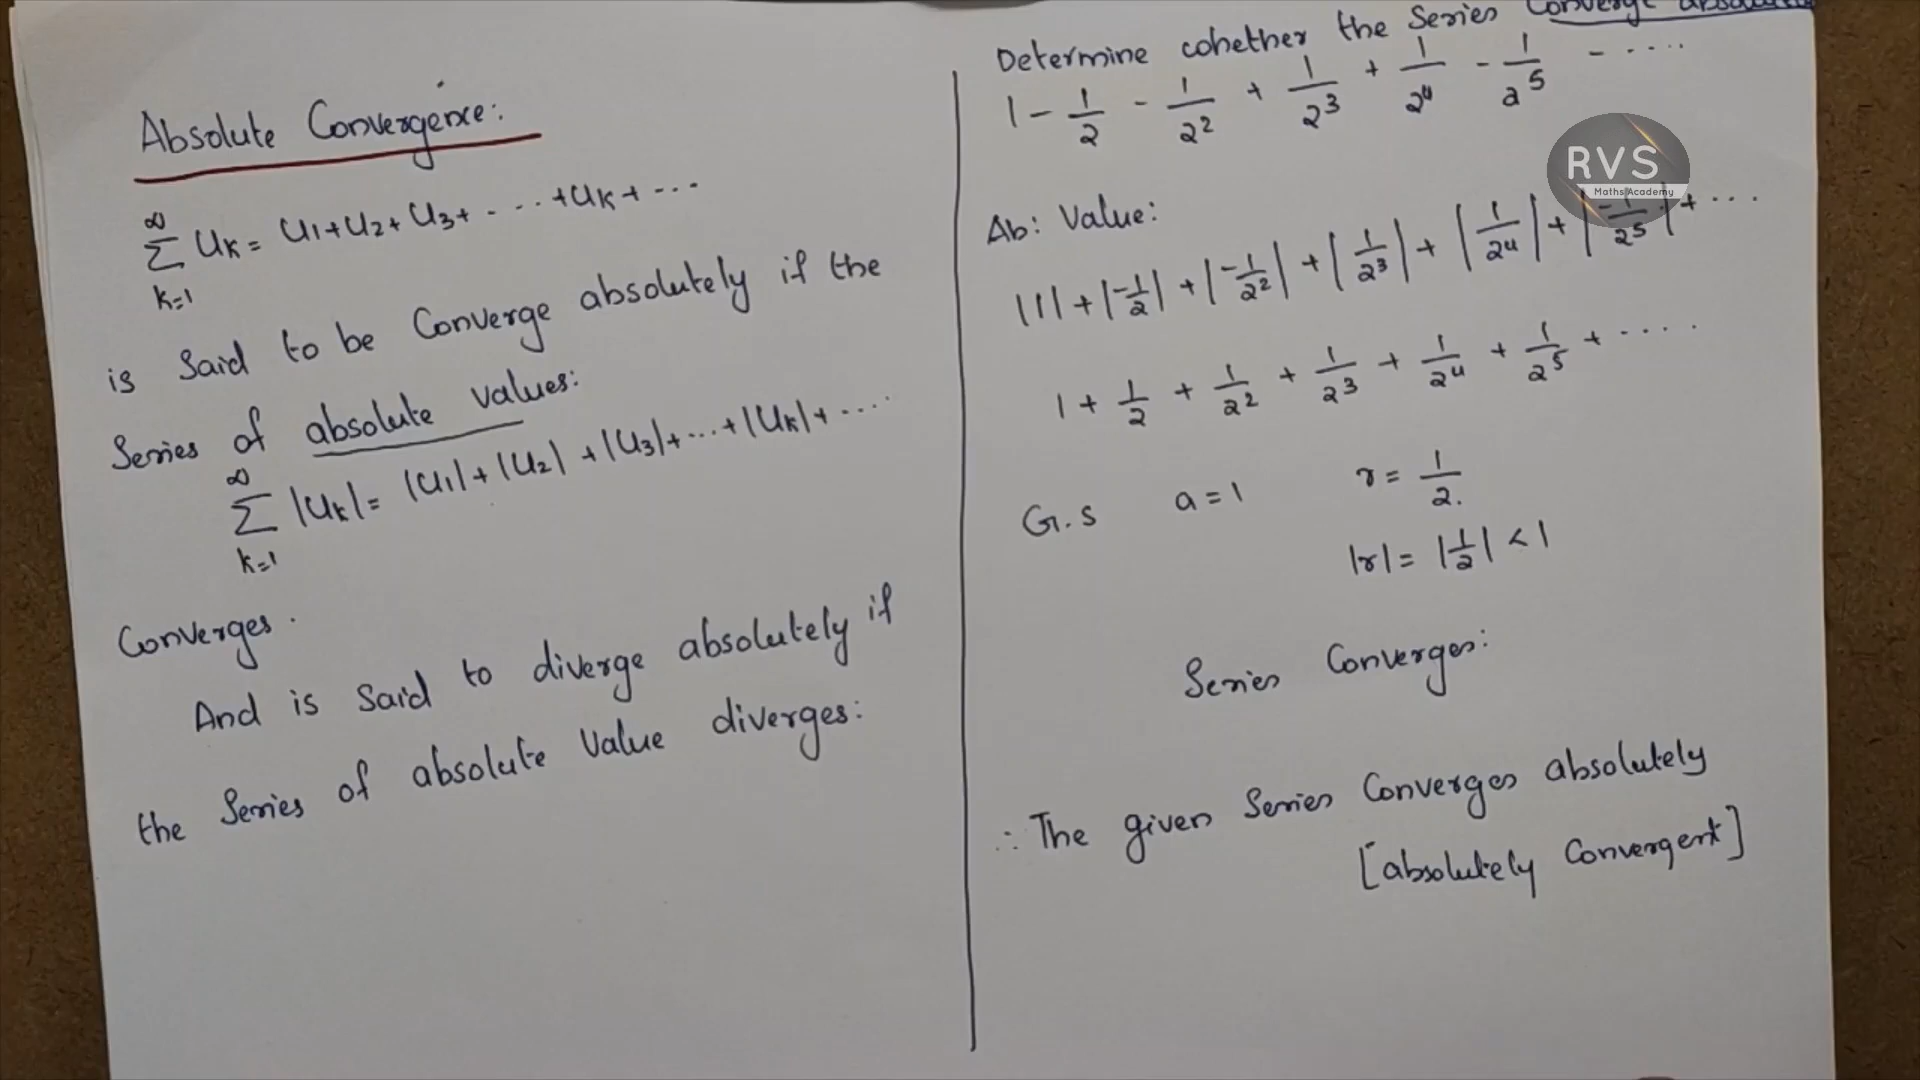 Absolute Convergence:
∞
∑ Uk = U1+U2+U3+.....+Uk+...
k=1
is said to be Converge absolutely if the
Series of absolute values:
∞
∑ |Uk|= |U1|+|U2|+|U3|+...+|Uk|+....
k=1
Converges.
And is said to diverge absolutely if
the Series of absolute Value diverges:
Determine whether the Series Converge absolutely
1 - 1/2 - 1/2² + 1/2³ + 1/2⁴ - 1/2⁵ - ....
Ab: Value:
|1| + |-1/2| + |-1/2²| + |1/2³| + |1/2⁴| + |-1/2⁵| + ...
1 + 1/2 + 1/2² + 1/2³ + 1/2⁴ + 1/2⁵ + .....
G.S a = 1 r = 1/2.
|r| = |1/2| < 1
Series Converges:
∴ The given Series Converges absolutely
[absolutely Convergent]
RVS
Maths Academy